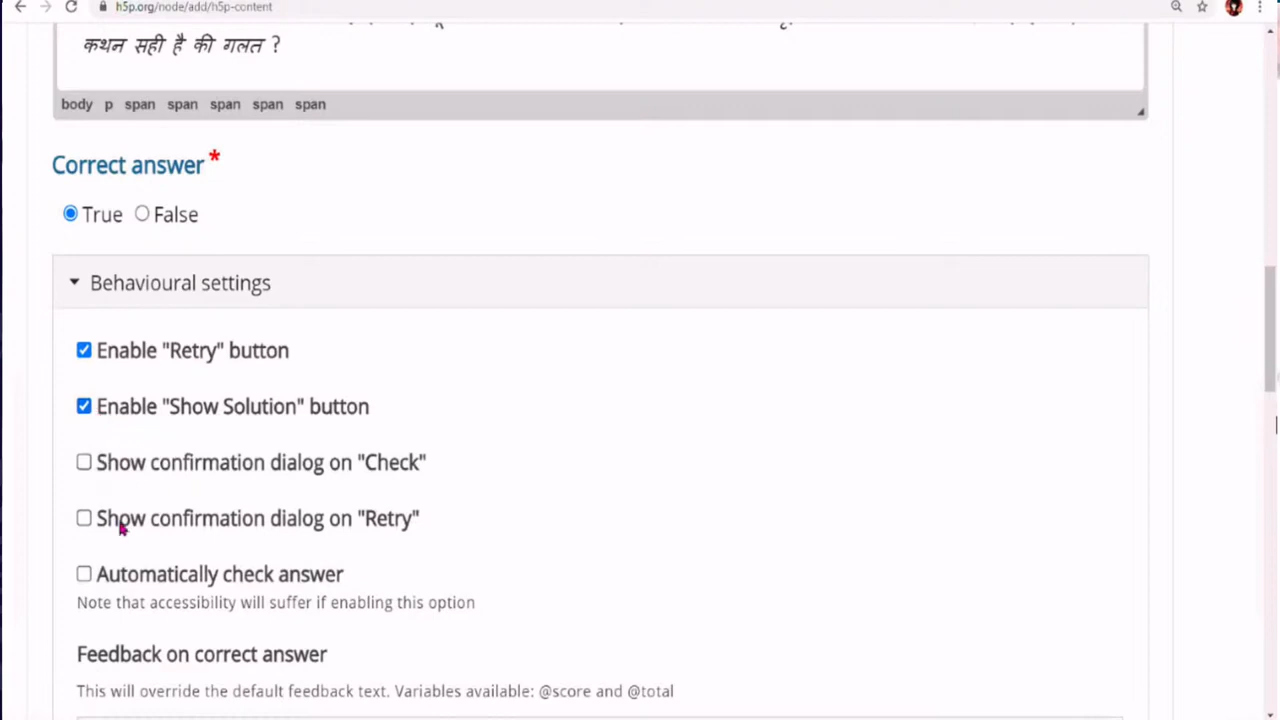 h5p.org/node/add/h5p-content
कथन सही है की गलत ?
body p span span span span span
Correct answer *
True False
Behavioural settings
Enable "Retry" button
Enable "Show Solution" button
Show confirmation dialog on "Check"
Show confirmation dialog on "Retry"
Automatically check answer
Note that accessibility will suffer if enabling this option
Feedback on correct answer
This will override the default feedback text. Variables available: @score and @total